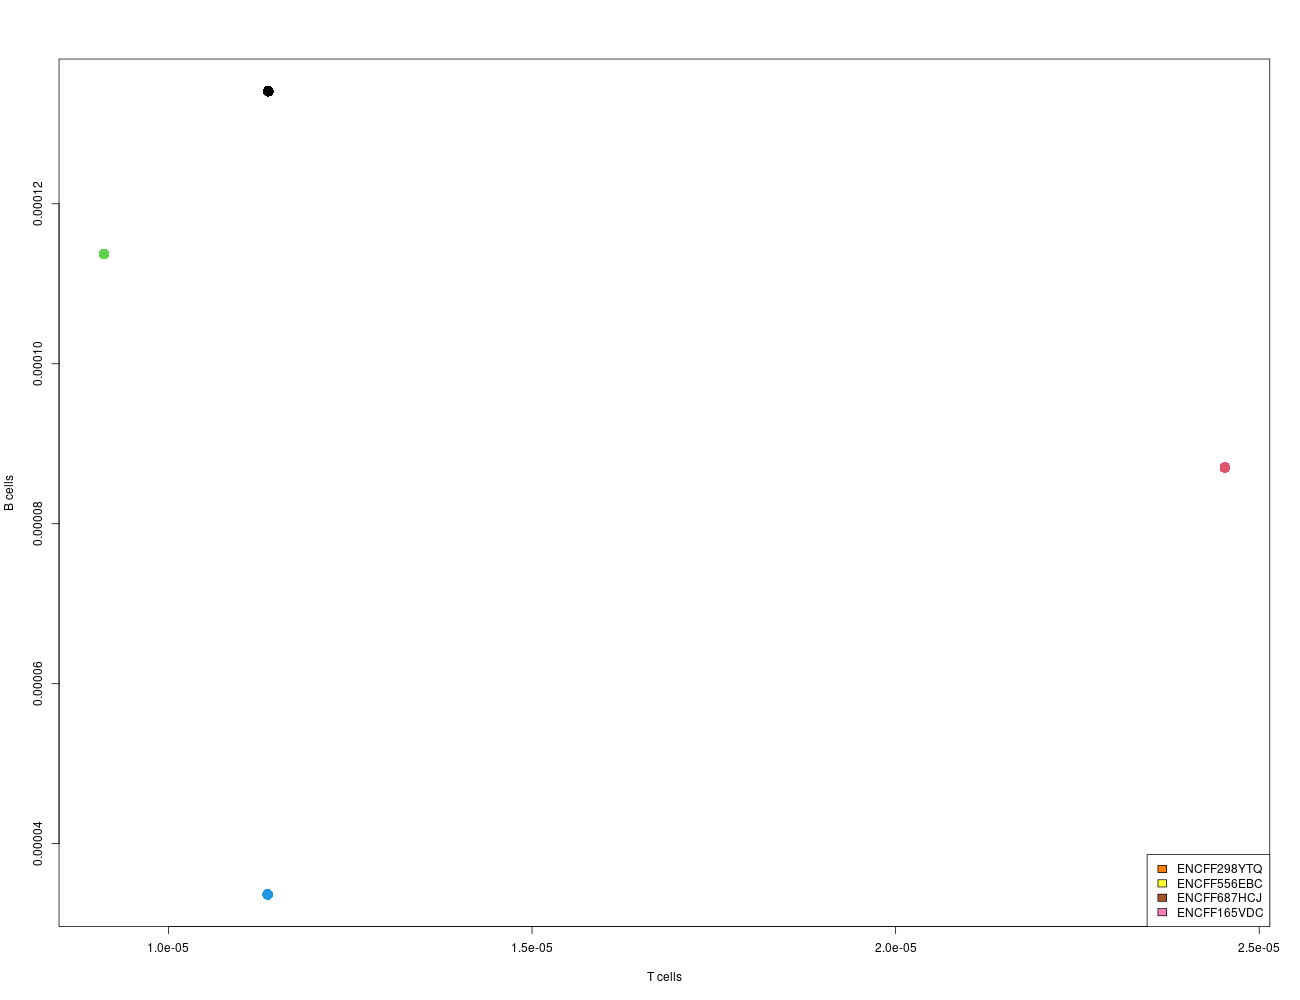 0.00012
0.00010
0.00008
0.00006
0.00004
B cells
ENCFF298YTQ
ENCFF556EBC
ENCFF687HCJ
ENCFF165VDC
1.0e-05
1.5e-05
2.0e-05
2.5e-05
T cells